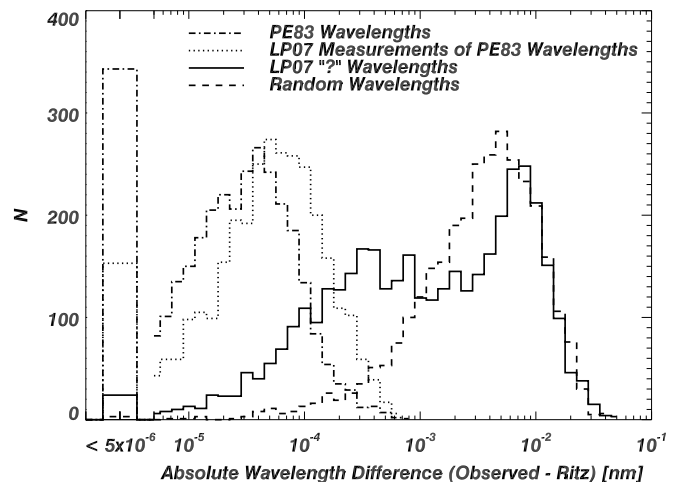 400
300
200
100
0
N
PE83 Wavelengths
LP07 Measurements of PE83 Wavelengths
LP07 "?" Wavelengths
Random Wavelengths
< 5x10⁻⁶ 10⁻⁵ 10⁻⁴ 10⁻³ 10⁻² 10⁻¹
Absolute Wavelength Difference (Observed - Ritz) [nm]